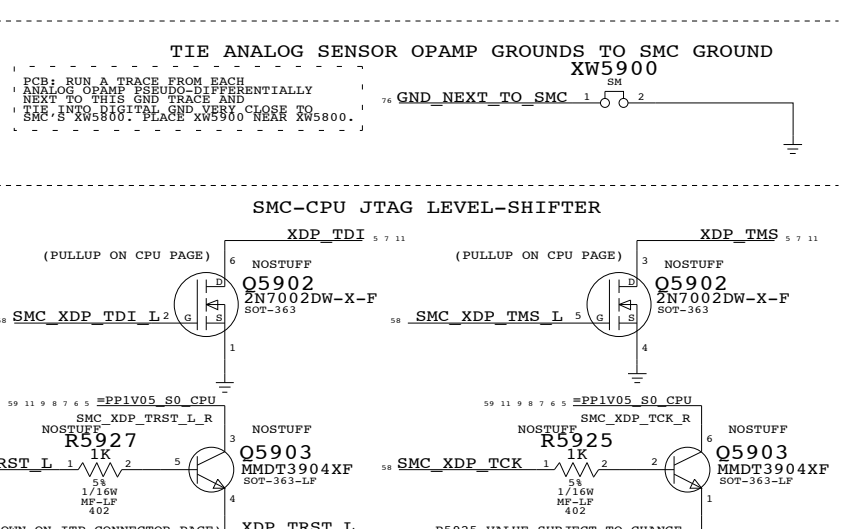 TIE ANALOG SENSOR OPAMP GROUNDS TO SMC GROUND
XW5900
SM
PCB: RUN A TRACE FROM EACH
ANALOG OPAMP PSEUDO-DIFFERENTIALLY
NEXT TO THIS GND TRACE AND
TIE INTO DIGITAL GND VERY CLOSE TO
SMC'S XW5800. PLACE XW5900 NEAR XW5800.
76 GND_NEXT_TO_SMC 1 2
SMC-CPU JTAG LEVEL-SHIFTER
XDP_TDI 5 7 11
(PULLUP ON CPU PAGE)
6
NOSTUFF
D
Q5902
2N7002DW-X-F
SOT-363
SMC_XDP_TDI_L 2 G S
1
XDP_TMS 5 7 11
(PULLUP ON CPU PAGE)
3
NOSTUFF
D
Q5902
2N7002DW-X-F
SOT-363
58 SMC_XDP_TMS_L 5 G S
4
59 11 9 8 7 6 5 =PP1V05_S0_CPU
SMC_XDP_TRST_L_R
NOSTUFF
R5927
1K
3
NOSTUFF
Q5903
MMDT3904XF
SOT-363-LF
RST_L 1 2 5
5%
1/16W
MF-LF
402
4
59 11 9 8 7 6 5 =PP1V05_S0_CPU
SMC_XDP_TCK_R
NOSTUFF
R5925
1K
6
NOSTUFF
Q5903
MMDT3904XF
SOT-363-LF
58 SMC_XDP_TCK 1 2 2
5%
1/16W
MF-LF
402
1
OWN ON ITP CONNECTOR PAGE) XDP_TRST_L
R5925 VALUE SUBJECT TO CHANGE